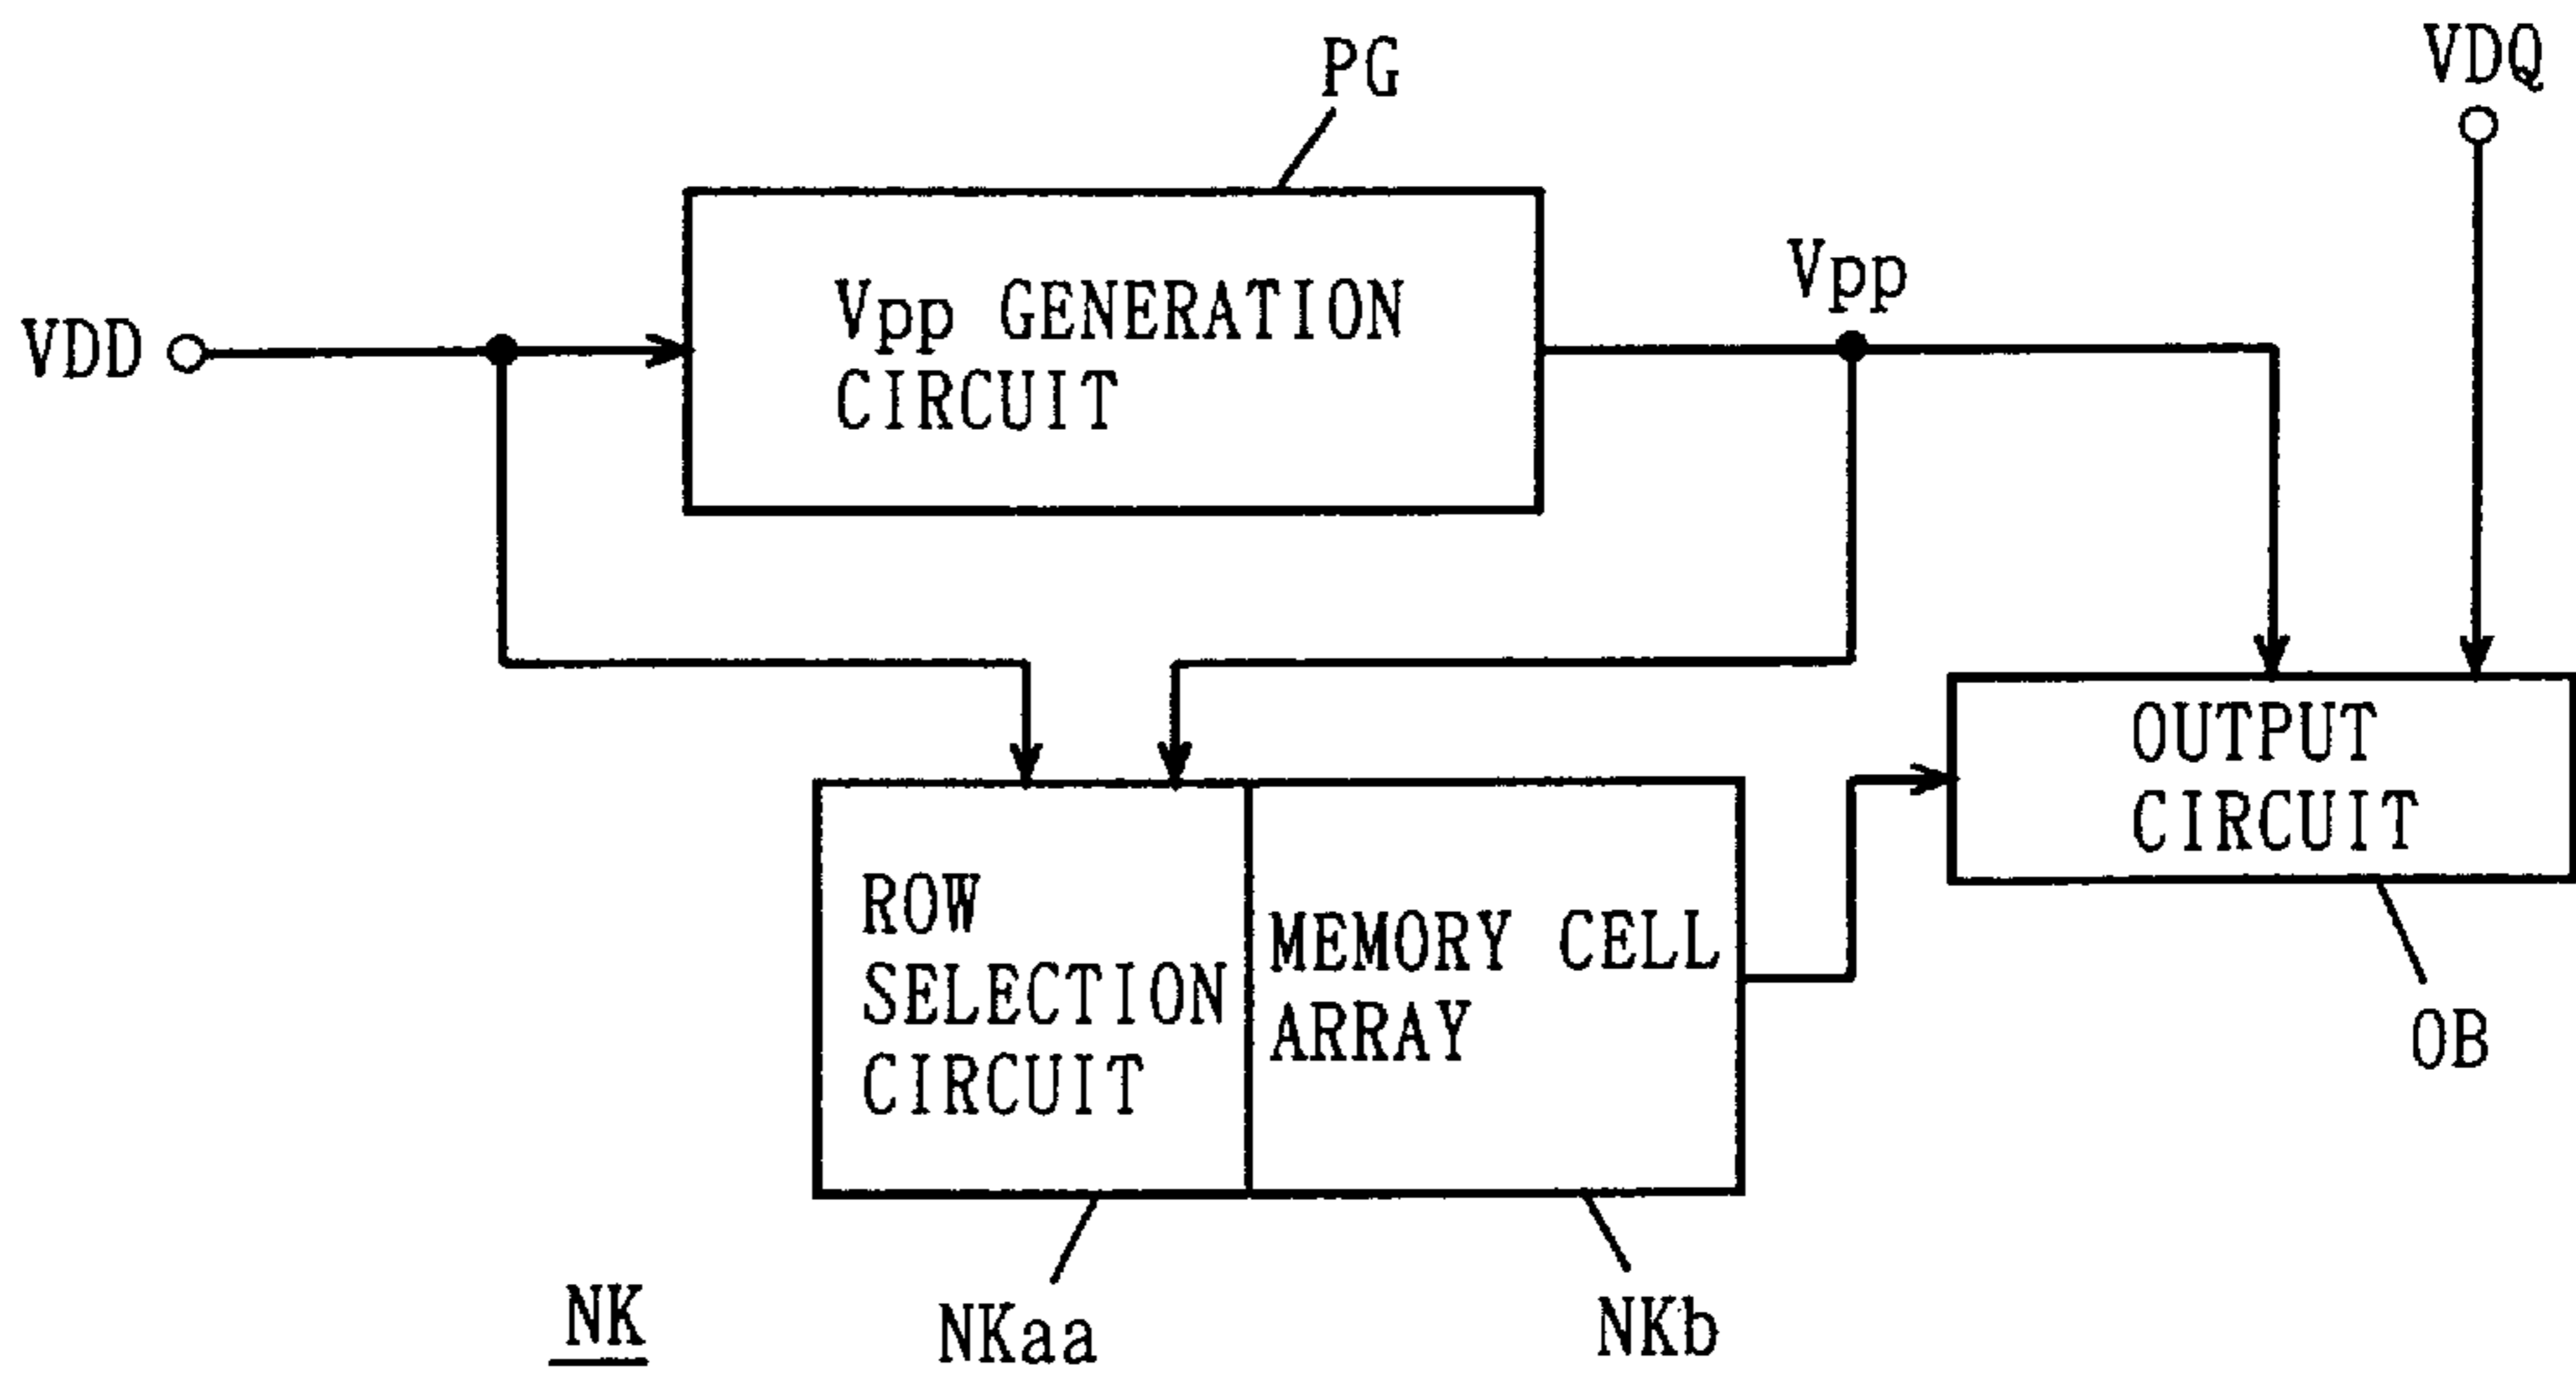 PG
VDQ
Vpp
VDD
Vpp GENERATION
CIRCUIT
OUTPUT
CIRCUIT
ROW
SELECTION
CIRCUIT
MEMORY CELL
ARRAY
OB
NK
NKaa
NKb